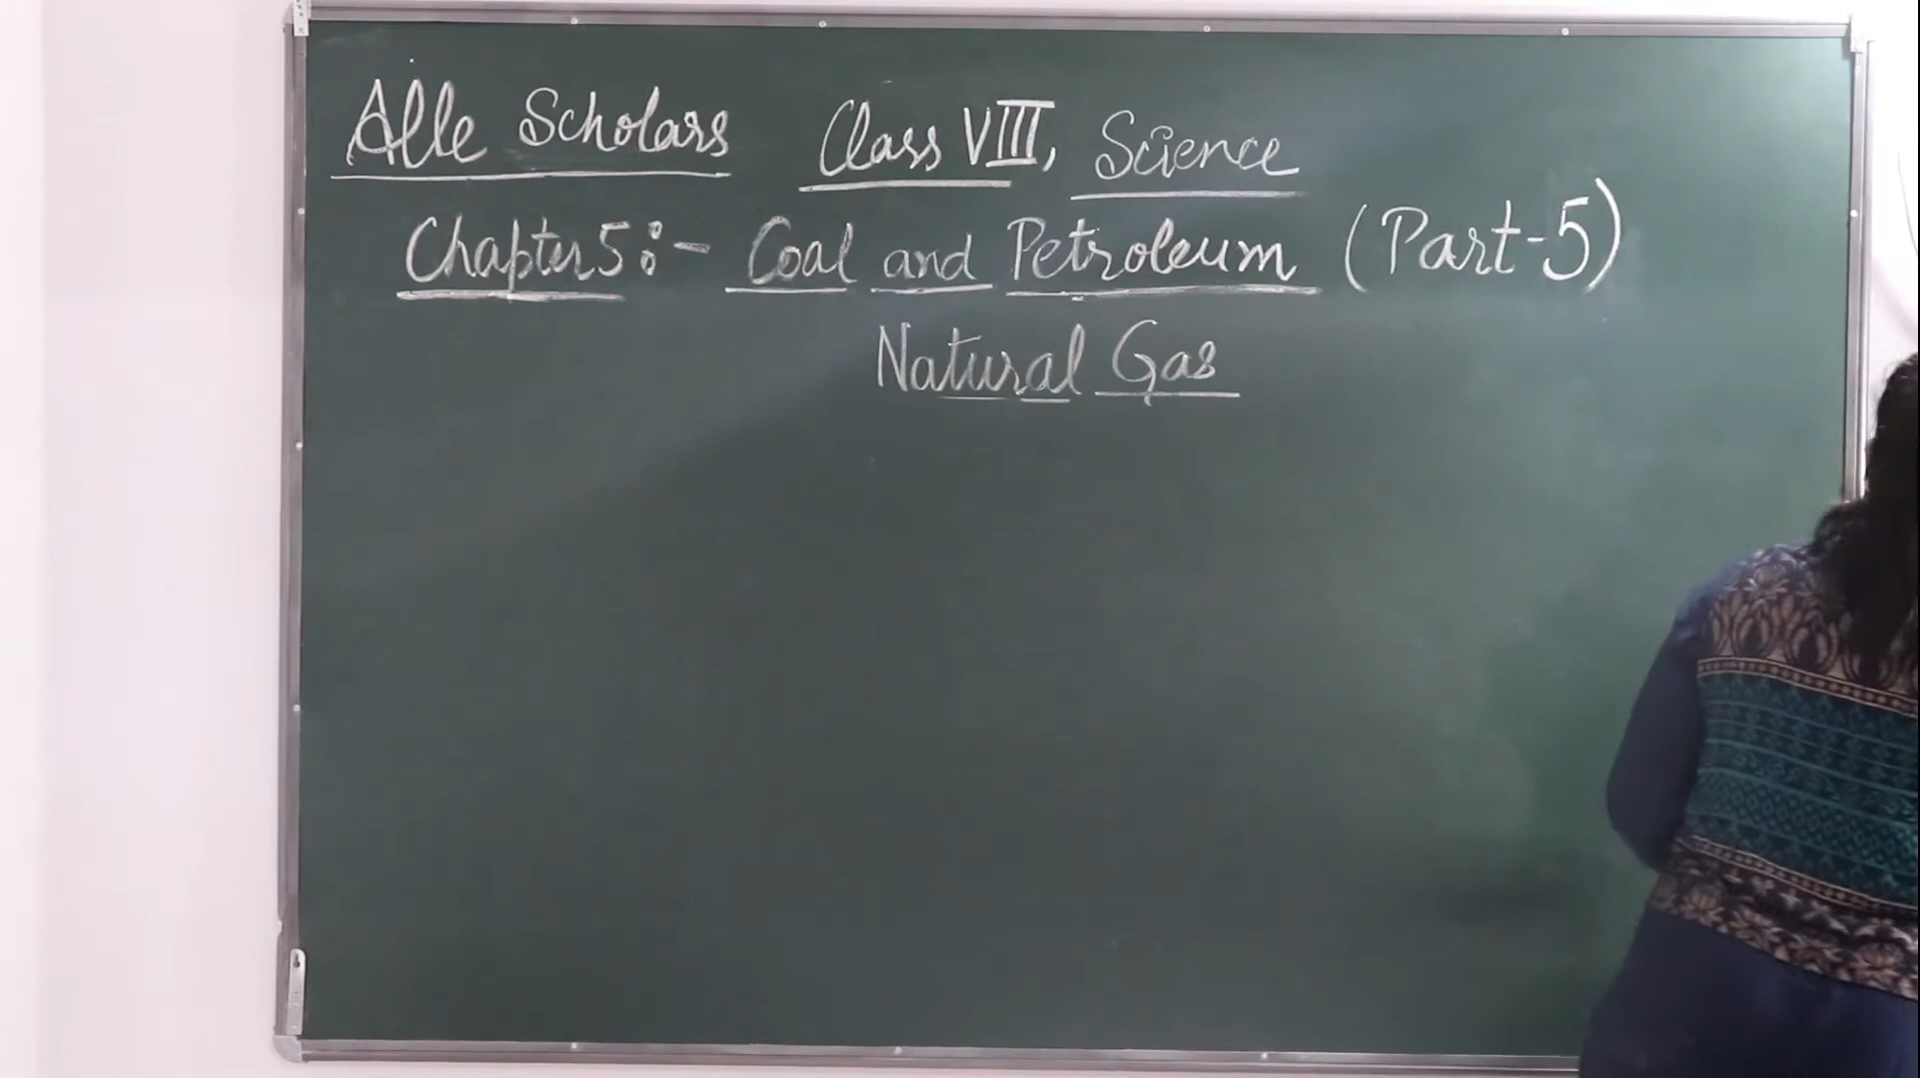 Alle Scholars Class VIII, Science
Chapter 5:- Coal and Petroleum (Part-5)
Natural Gas